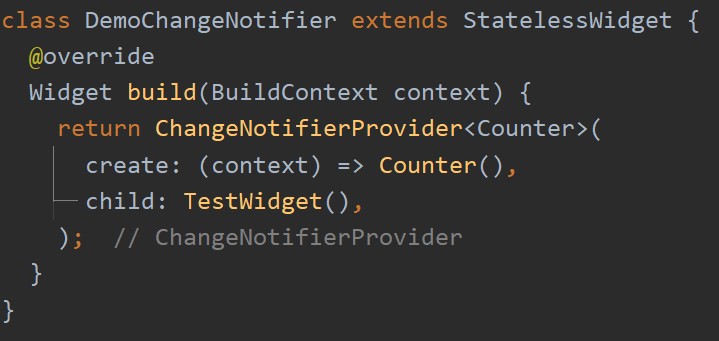 class DemoChangeNotifier extends StatelessWidget {
  @override
  Widget build(BuildContext context) {
    return ChangeNotifierProvider<Counter>(
      create: (context) => Counter(),
      child: TestWidget(),
    );  // ChangeNotifierProvider
  }
}